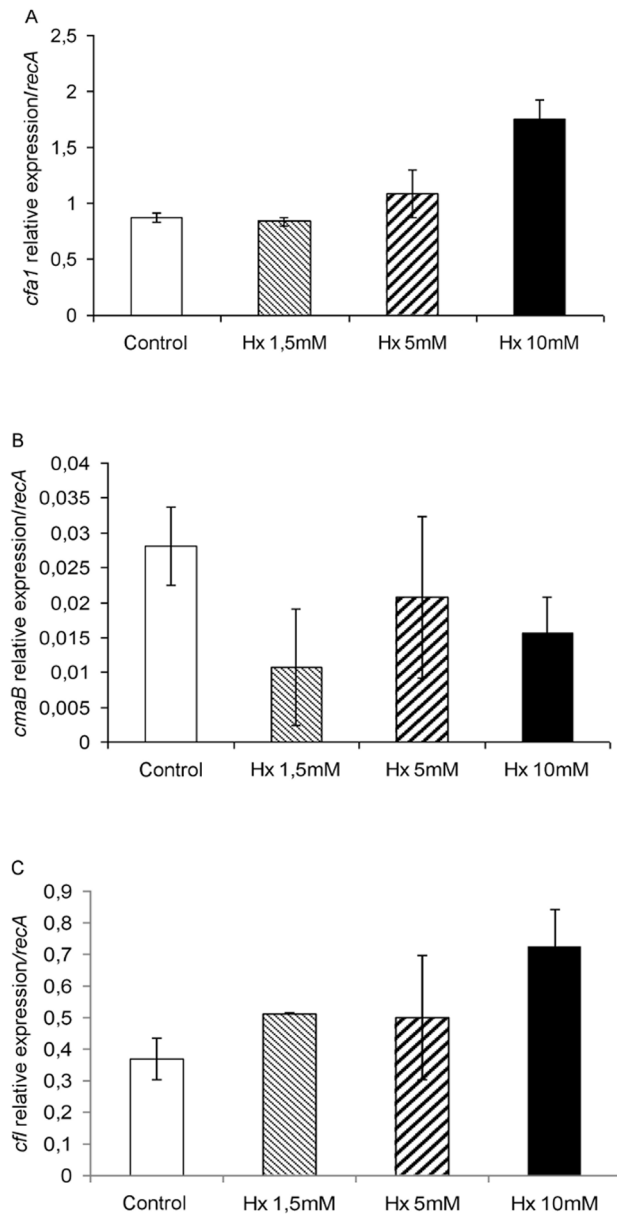 A
cfa1 relative expression/recA
2,5
2
1,5
1
0,5
0
Control Hx 1,5mM Hx 5mM Hx 10mM
B
cmaB relative expression/recA
0,04
0,035
0,03
0,025
0,02
0,015
0,01
0,005
0
Control Hx 1,5mM Hx 5mM Hx 10mM
C
cfl relative expression/recA
0,9
0,8
0,7
0,6
0,5
0,4
0,3
0,2
0,1
0
Control Hx 1,5mM Hx 5mM Hx 10mM